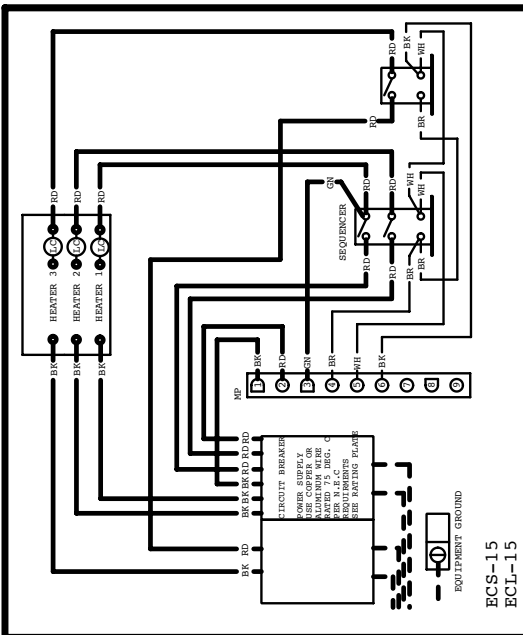 RD
BK
WH
RD
BR
RD
RD
RD
LC
LC
LC
HEATER 3
HEATER 2
HEATER 1
BK
BK
BK
GN
RD
RD
WH
WH
SEQUENCER
RD
RD
BR
BR
BK
RD
GN
BR
WH
BK
MP
1
2
3
4
5
6
7
8
9
BK
RD
BK
BK
BK
RD
RD
RD
CIRCUIT BREAKER
POWER SUPPLY
USE COPPER OR
ALUMINUM WIRE
RATED 75 DEG. C
PER N.E.C
REQUIRMENTS
SEE RATING PLATE
EQUIPMENT GROUND
ECS-15
ECL-15